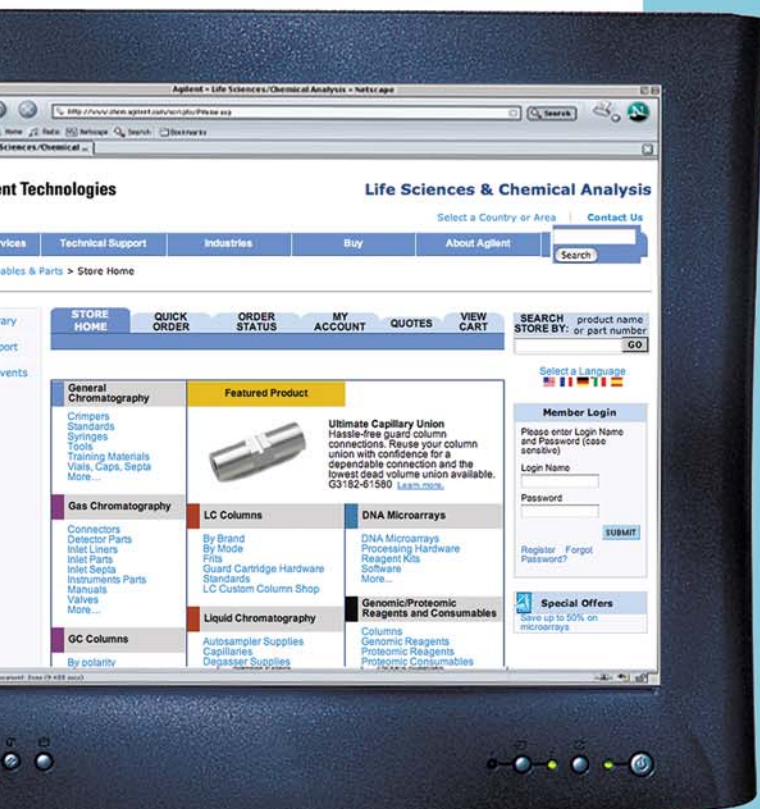 Agilent - Life Sciences/Chemical Analysis - Netscape
Search
Home Radio Netscape Search Bookmarks
Sciences/Chemical ...
ent Technologies
Life Sciences & Chemical Analysis
Select a Country or Area | Contact Us
vices Technical Support Industries Buy About Agilent
Search
ables & Parts > Store Home
rary
port
vents
STORE HOME
QUICK ORDER
ORDER STATUS
MY ACCOUNT
QUOTES
VIEW CART
SEARCH STORE BY:
product name
or part number
GO
Select a Language
General
Chromatography
Crimpers
Standards
Syringes
Tools
Training Materials
Vials, Caps, Septa
More...
Gas Chromatography
Connectors
Detector Parts
Inlet Liners
Inlet Parts
Inlet Septa
Instruments Parts
Manuals
Valves
More...
GC Columns
By polarity
Featured Product
Ultimate Capillary Union
Hassle-free guard column
connections. Reuse your column
union with confidence for a
dependable connection and the
lowest dead volume union available.
G3182-61580 Learn more.
LC Columns
By Brand
By Mode
Frits
Guard Cartridge Hardware
Standards
LC Custom Column Shop
Liquid Chromatography
Autosampler Supplies
Capillaries
Degasser Supplies
DNA Microarrays
DNA Microarrays
Processing Hardware
Reagent Kits
Software
More...
Genomic/Proteomic
Reagents and Consumables
Columns
Genomic Reagents
Proteomic Reagents
Proteomic Consumables
Member Login
Please enter Login Name
and Password (case
sensitive)
Login Name
Password
SUBMIT
Register Forgot
Password?
Special Offers
Save up to 50% on
microarrays